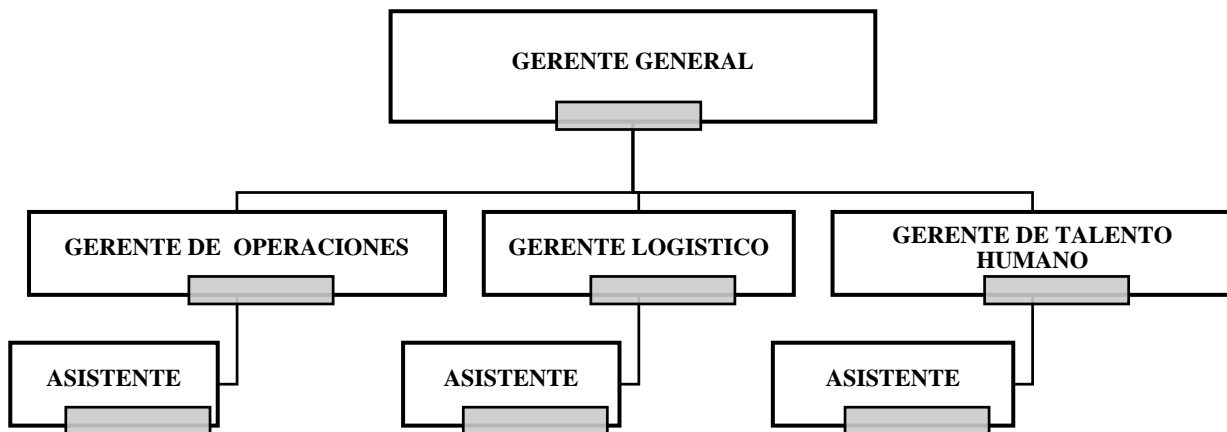 GERENTE GENERAL
GERENTE DE OPERACIONES
GERENTE LOGISTICO
GERENTE DE TALENTO
HUMANO
ASISTENTE
ASISTENTE
ASISTENTE